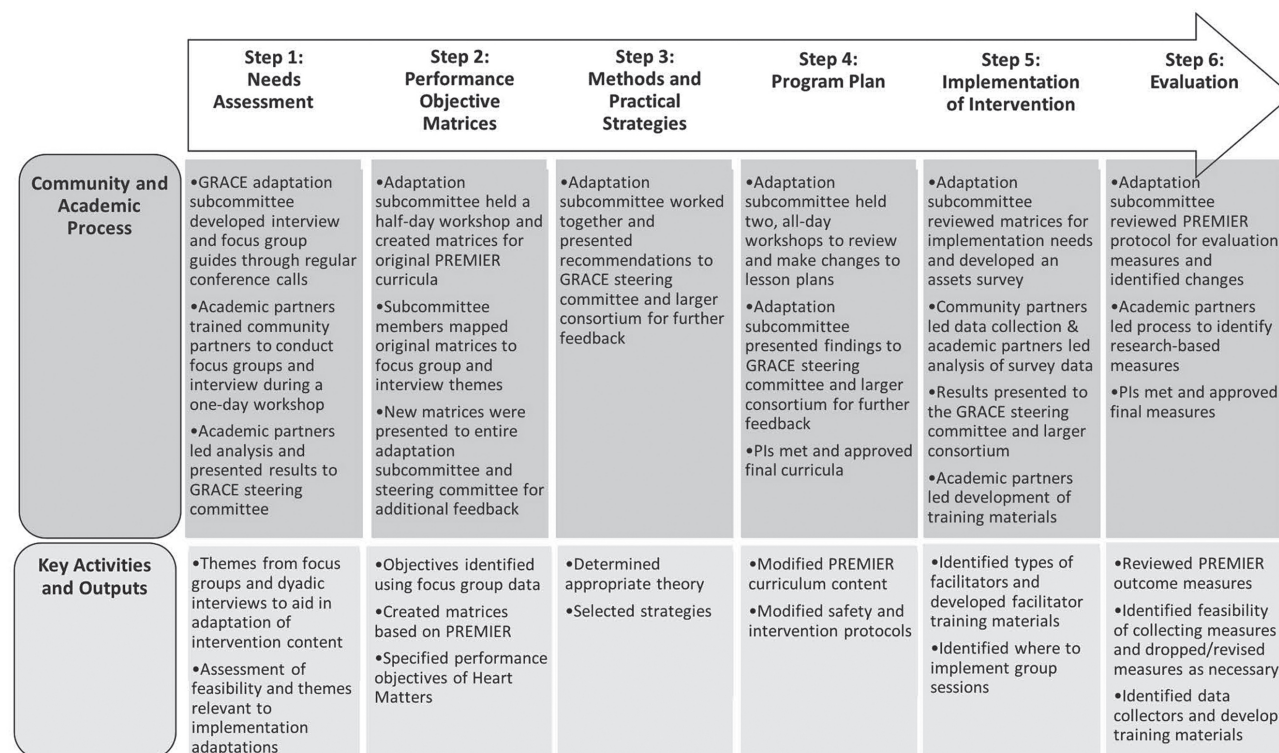 Step 1:
Needs
Assessment
Step 2:
Performance
Objective
Matrices
Step 3:
Methods and
Practical
Strategies
Step 4:
Program Plan
Step 5:
Implementation
of Intervention
Step 6:
Evaluation
Community and
Academic
Process
•GRACE adaptation
subcommittee
developed interview
and focus group
guides through regular
conference calls
•Academic partners
trained community
partners to conduct
focus groups and
interview during a
one-day workshop
•Academic partners
led analysis and
presented results to
GRACE steering
committee
•Adaptation
subcommittee held a
half-day workshop and
created matrices for
original PREMIER
curricula
•Subcommittee
members mapped
original matrices to
focus group and
interview themes
•New matrices were
presented to entire
adaptation
subcommittee and
steering committee for
additional feedback
•Adaptation
subcommittee worked
together and
presented
recommendations to
GRACE steering
committee and larger
consortium for further
feedback
•Adaptation
subcommittee held
two, all-day
workshops to review
and make changes to
lesson plans
•Adaptation
subcommittee
presented findings to
GRACE steering
committee and larger
consortium for further
feedback
•PIs met and approved
final curricula
•Adaptation
subcommittee
reviewed matrices for
implementation needs
and developed an
assets survey
•Community partners
led data collection &
academic partners led
analysis of survey data
•Results presented to
the GRACE steering
committee and larger
consortium
•Academic partners
led development of
training materials
•Adaptation
subcommittee
reviewed PREMIER
protocol for evaluation
measures and
identified changes
•Academic partners
led process to identify
research-based
measures
•PIs met and approved
final measures
Key Activities
and Outputs
•Themes from focus
groups and dyadic
interviews to aid in
adaptation of
intervention content
•Assessment of
feasibility and themes
relevant to
implementation
adaptations
•Objectives identified
using focus group data
•Created matrices
based on PREMIER
•Specified performance
objectives of Heart
Matters
•Determined
appropriate theory
•Selected strategies
•Modified PREMIER
curriculum content
•Modified safety and
intervention protocols
•Identified types of
facilitators and
developed facilitator
training materials
•Identified where to
implement group
sessions
•Reviewed PREMIER
outcome measures
•Identified feasibility
of collecting measures
and dropped/revised
measures as necessary
•Identified data
collectors and develop
training materials